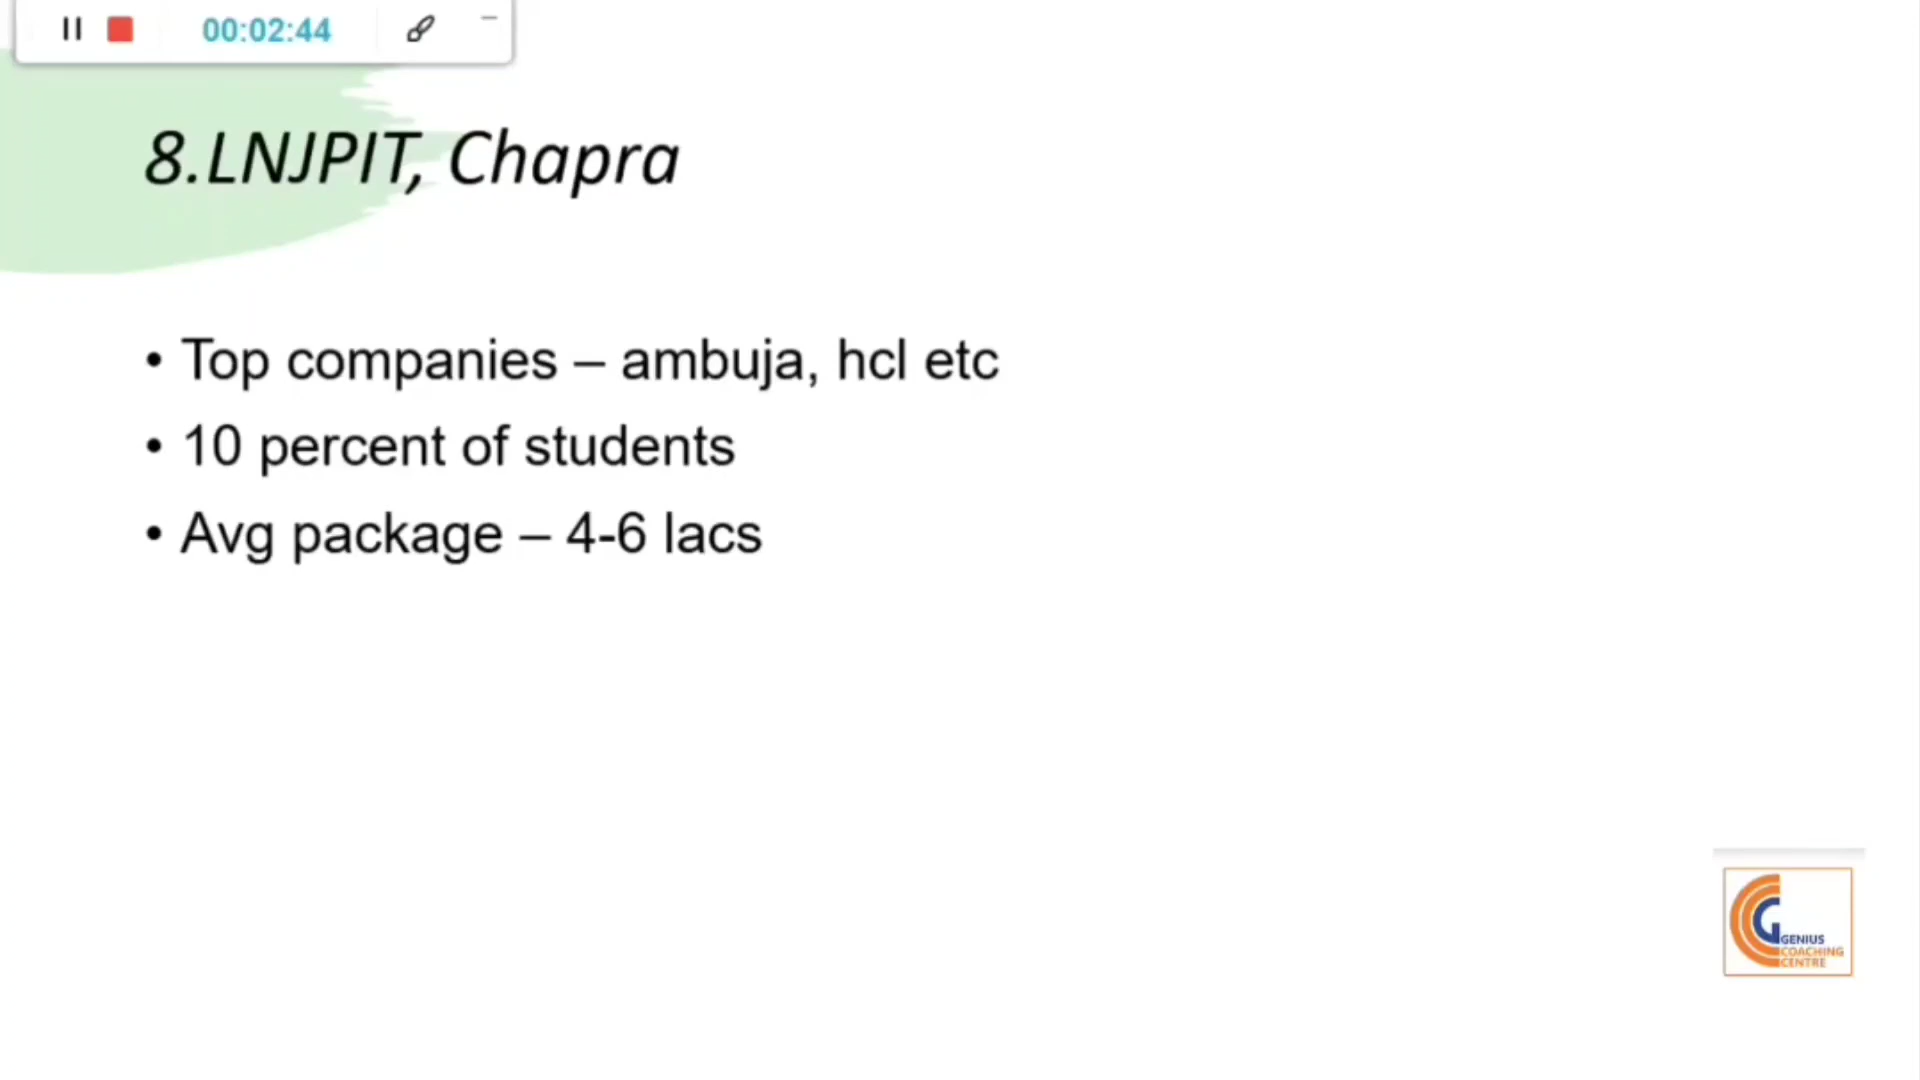 00:02:44
8.LNJPIT, Chapra
• Top companies – ambuja, hcl etc
• 10 percent of students
• Avg package – 4-6 lacs
GENIUS
COACHING
CENTRE